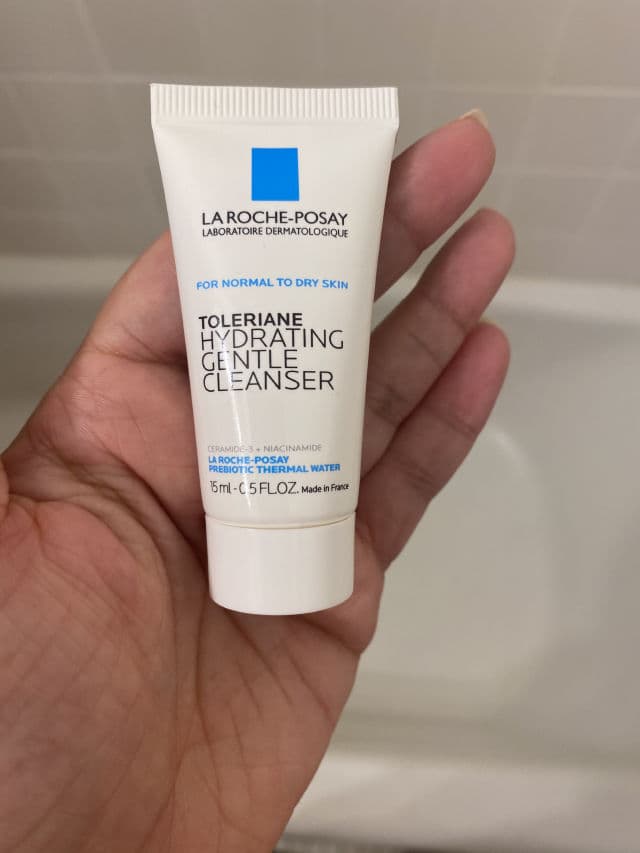 LA ROCHE-POSAY
LABORATOIRE DERMATOLOGIQUE
FOR NORMAL TO DRY SKIN
TOLERIANE
HYDRATING
GENTLE
CLEANSER
CERAMIDE-3 + NIACINAMIDE
LA ROCHE-POSAY
PREBIOTIC THERMAL WATER
15 ml - 0.5 FL.OZ. Made in France